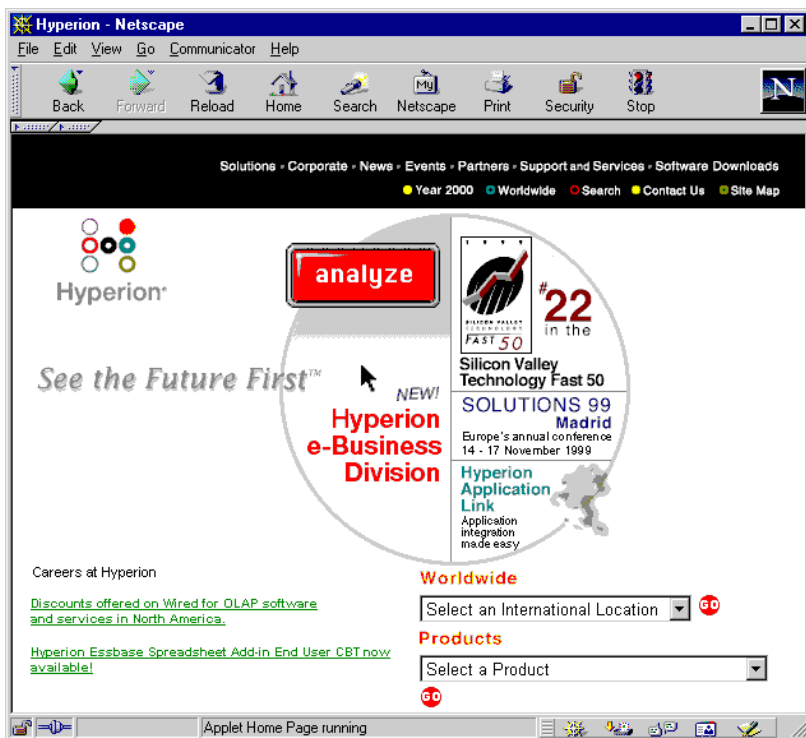 Hyperion - Netscape
File Edit View Go Communicator Help
My
Back Forward Reload Home Search Netscape Print Security Stop
N
Solutions - Corporate - News - Events - Partners - Support and Services - Software Downloads
Year 2000 Worldwide Search Contact Us Site Map
Hyperion
See the Future First™
analyze
NEW!
Hyperion
e-Business
Division
1999
SILICON VALLEY
TECHNOLOGY
FAST 50
#22
in the
Silicon Valley
Technology Fast 50
SOLUTIONS 99
Madrid
Europe's annual conference
14 - 17 November 1999
Hyperion
Application
Link
Application
integration
made easy
Careers at Hyperion
Discounts offered on Wired for OLAP software
and services in North America.
Hyperion Essbase Spreadsheet Add-in End User CBT now
available!
Worldwide
Select an International Location GO
Products
Select a Product
GO
Applet Home Page running